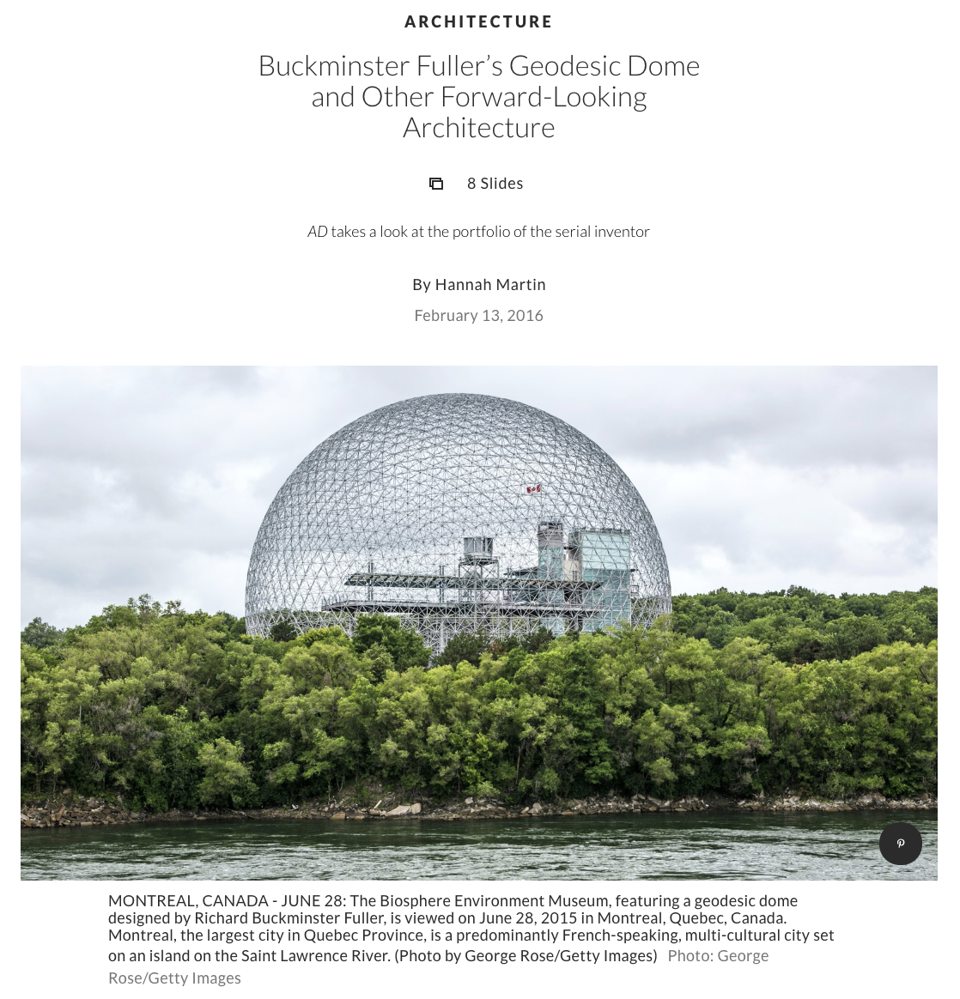 ARCHITECTURE
Buckminster Fuller’s Geodesic Dome
and Other Forward-Looking
Architecture
8 Slides
AD takes a look at the portfolio of the serial inventor
By Hannah Martin
February 13, 2016
MONTREAL, CANADA - JUNE 28: The Biosphere Environment Museum, featuring a geodesic dome
designed by Richard Buckminster Fuller, is viewed on June 28, 2015 in Montreal, Quebec, Canada.
Montreal, the largest city in Quebec Province, is a predominantly French-speaking, multi-cultural city set
on an island on the Saint Lawrence River. (Photo by George Rose/Getty Images) Photo: George
Rose/Getty Images